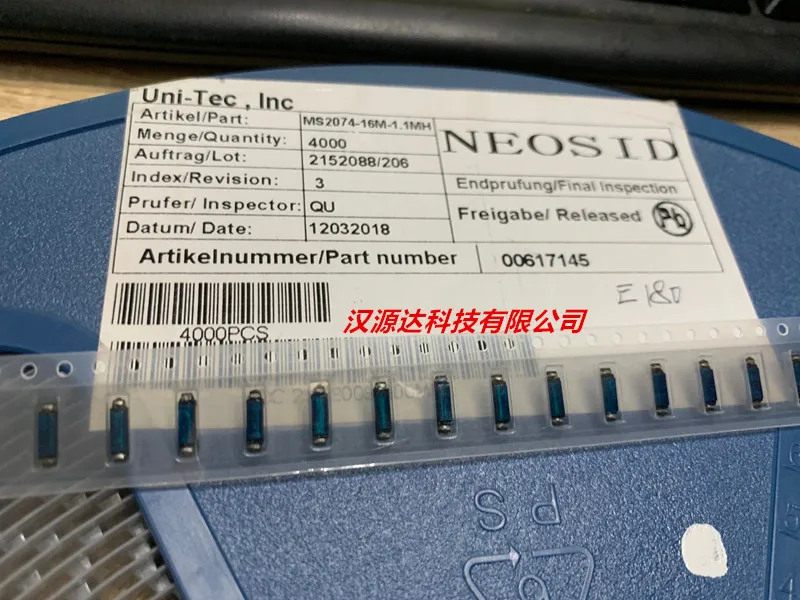 Uni-Tec , Inc
Artikel/Part: MS2074-16M-1.1MH
Menge/Quantity: 4000
Auftrag/Lot: 2152088/206
Index/Revision: 3
Prufer/ Inspector: QU
Datum/ Date: 12032018
NEOSID
Endprufung/Final Inspection
Freigabe/ Released Pb
Artikelnummer/Part number 00617145
E180
汉源达科技有限公司
4000PCS
PS
6